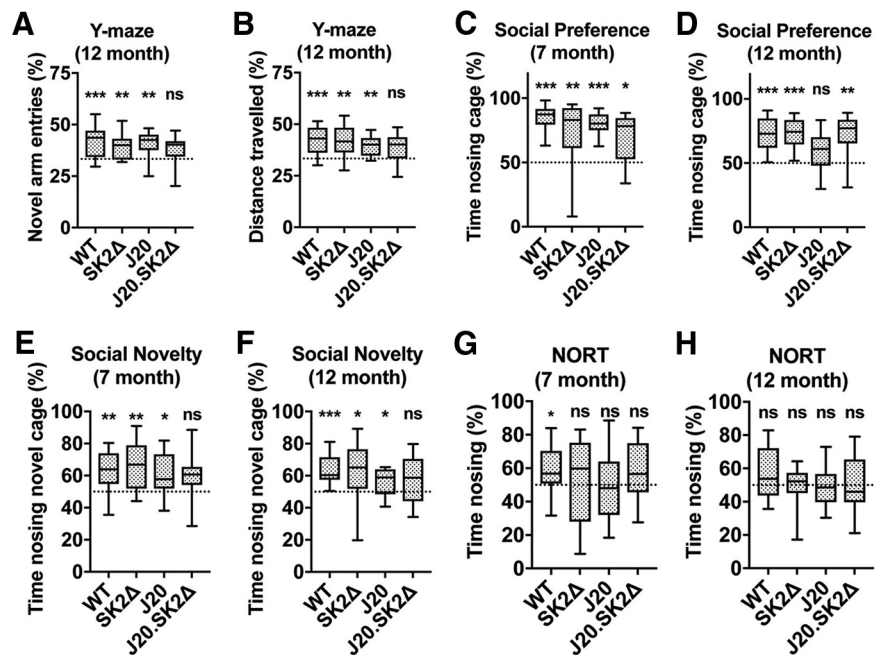 A
Y-maze
(12 month)
Novel arm entries (%)
75
50
25
0
*** ** ** ns
WT
SK2Δ
J20
J20.SK2Δ
B
Y-maze
(12 month)
Distance travelled (%)
75
50
25
0
*** ** ** ns
WT
SK2Δ
J20
J20.SK2Δ
C
Social Preference
(7 month)
Time nosing cage (%)
100
50
0
*** ** *** *
WT
SK2Δ
J20
J20.SK2Δ
D
Social Preference
(12 month)
Time nosing cage (%)
100
50
0
*** *** ns **
WT
SK2Δ
J20
J20.SK2Δ
E
Social Novelty
(7 month)
Time nosing novel cage (%)
100
80
60
40
20
0
** ** * ns
WT
SK2Δ
J20
J20.SK2Δ
F
Social Novelty
(12 month)
Time nosing novel cage (%)
100
80
60
40
20
0
*** * * ns
WT
SK2Δ
J20
J20.SK2Δ
G
NORT
(7 month)
Time nosing (%)
100
80
60
40
20
0
* ns ns ns
WT
SK2Δ
J20
J20.SK2Δ
H
NORT
(12 month)
Time nosing (%)
100
80
60
40
20
0
ns ns ns ns
WT
SK2Δ
J20
J20.SK2Δ